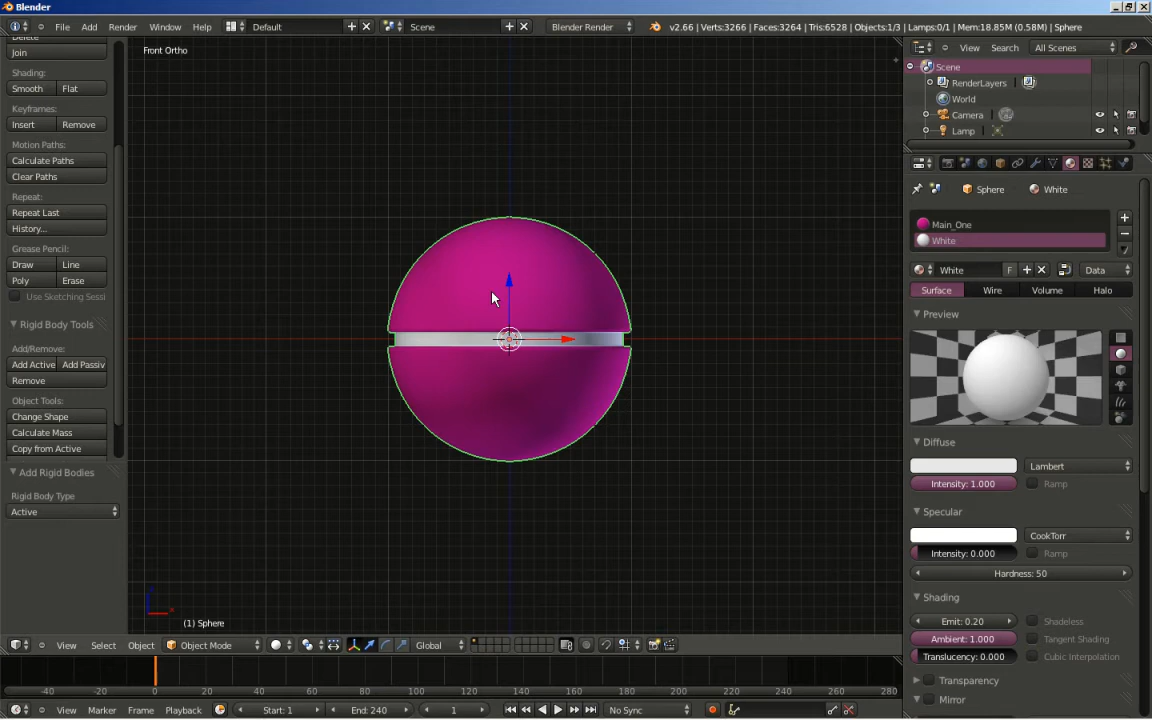 Blender
File Add Render Window Help Default Scene Blender Render v2.66 | Verts:3266 | Faces:3264 | Tris:6528 | Objects:1/3 | Lamps:0/1 | Mem:18.85M (0.58M) | Sphere
Delete
Join
Shading:
Smooth Flat
Keyframes:
Insert Remove
Motion Paths:
Calculate Paths
Clear Paths
Repeat:
Repeat Last
History...
Grease Pencil:
Draw Line
Poly Erase
Use Sketching Sessi
Rigid Body Tools
Add/Remove:
Add Active Add Passiv
Remove
Object Tools:
Change Shape
Calculate Mass
Copy from Active
Add Rigid Bodies
Rigid Body Type
Active
Front Ortho
(1) Sphere
View Search All Scenes
Scene
RenderLayers
World
Camera
Lamp
Sphere White
Main_One
White
White F Data
Surface Wire Volume Halo
Preview
Diffuse
Lambert
Intensity: 1.000 Ramp
Specular
CookTorr
Intensity: 0.000 Ramp
Hardness: 50
Shading
Emit: 0.20 Shadeless
Ambient: 1.000 Tangent Shading
Translucency: 0.000 Cubic Interpolation
Transparency
Mirror
View Select Object Object Mode Global
-40 -20 0 20 40 60 80 100 120 140 160 180 200 220 240 260 280
View Marker Frame Playback Start: 1 End: 240 1 No Sync